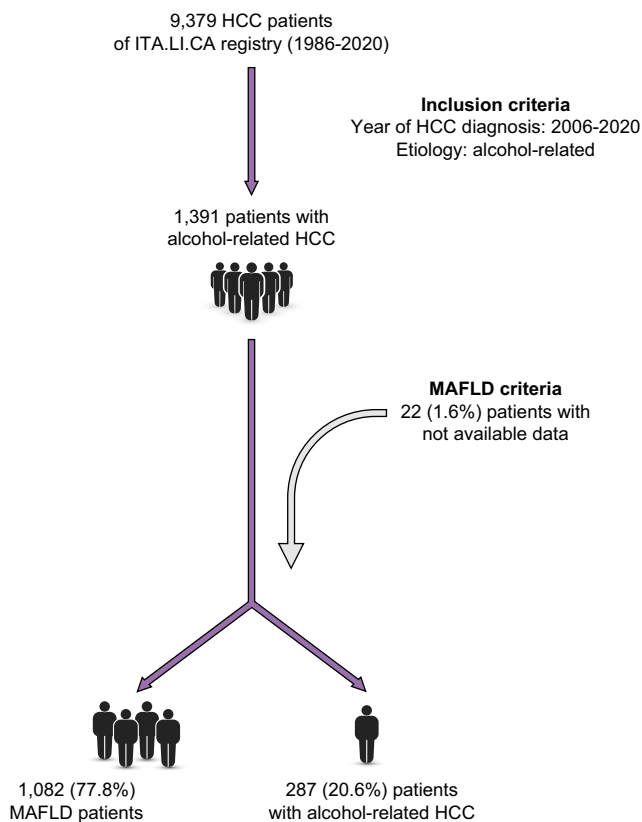 9,379 HCC patients
of ITA.LI.CA registry (1986-2020)
Inclusion criteria
Year of HCC diagnosis: 2006-2020
Etiology: alcohol-related
1,391 patients with
alcohol-related HCC
MAFLD criteria
22 (1.6%) patients with
not available data
1,082 (77.8%)
MAFLD patients
287 (20.6%) patients
with alcohol-related HCC